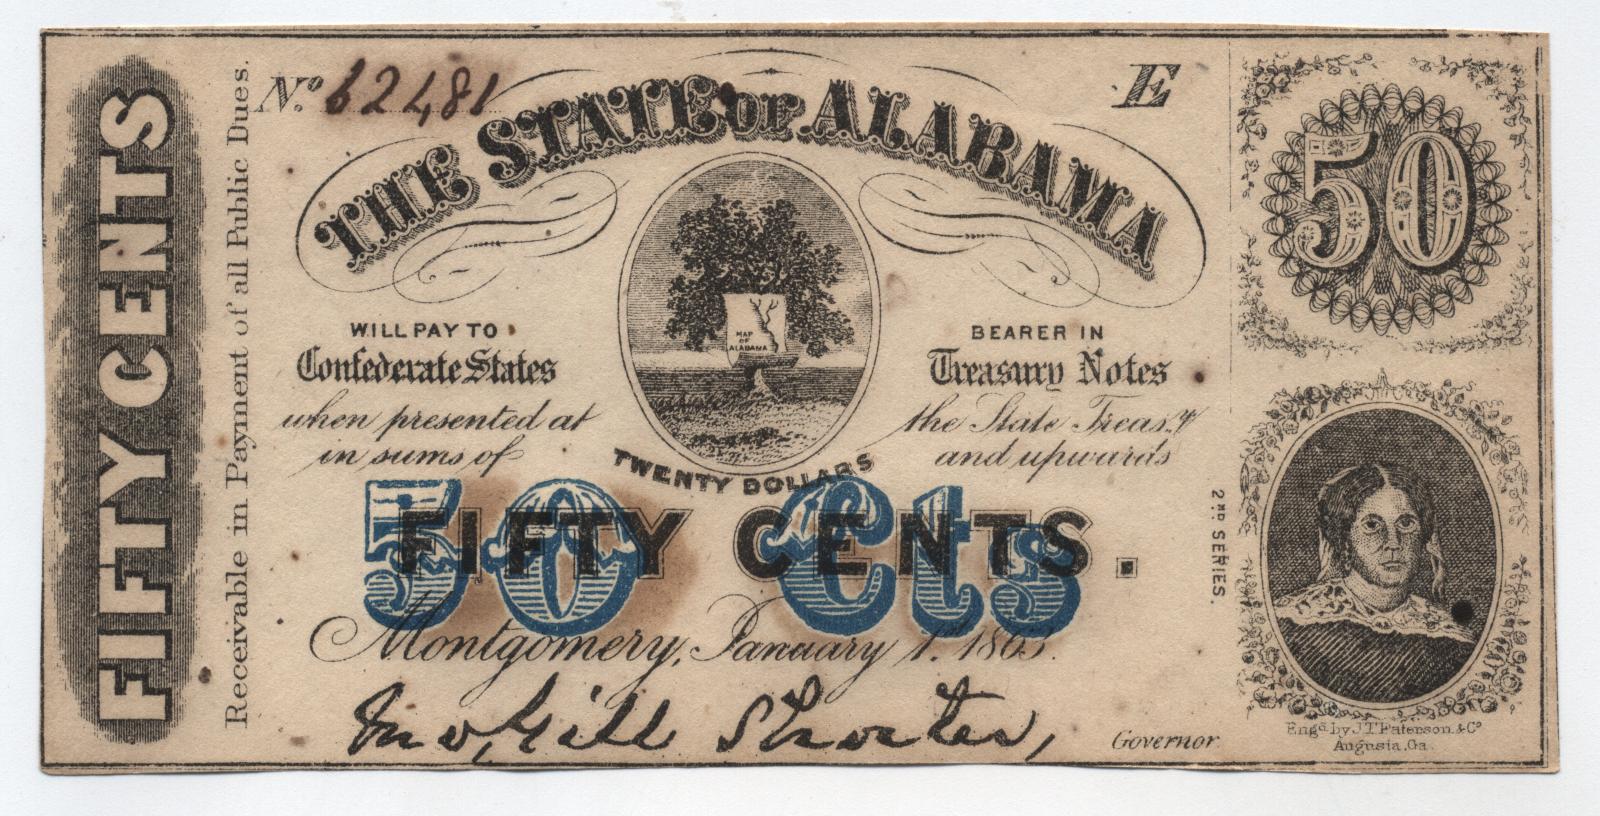 FIFTY CENTS
Receivable in Payment of all Public Dues.
No. 62481
E
THE STATE OF ALABAMA
50
MAP
OF
ALABAMA
WILL PAY TO BEARER IN
Confederate States Treasury Notes
when presented at the State Treasy
in sums of TWENTY DOLLARS and upwards
50 Cts
FIFTY CENTS.
Montgomery, January 1st 1863.
2ND SERIES.
Jno, Gill Shorter,
Governor
Engd. by J.T. Paterson & Co
Augusta, Ga.